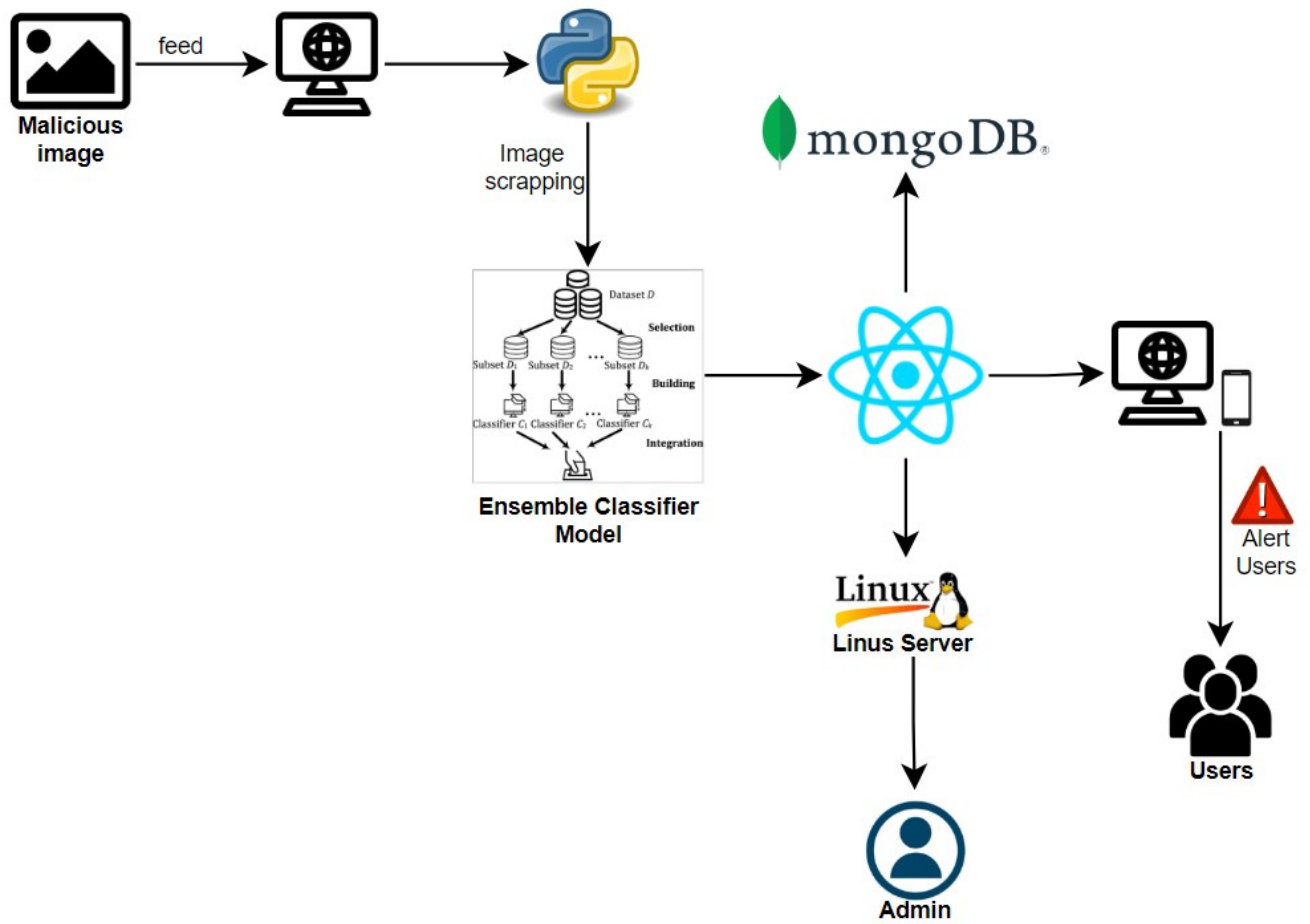 feed
Malicious
image
Image
scrapping
mongoDB®
Dataset D
Selection
Subset D1 Subset D2 ... Subset Dk
Building
Classifier C1 Classifier C2 ... Classifier Ck
Integration
Ensemble Classifier
Model
Linux™
Linus Server
Alert
Users
Users
Admin